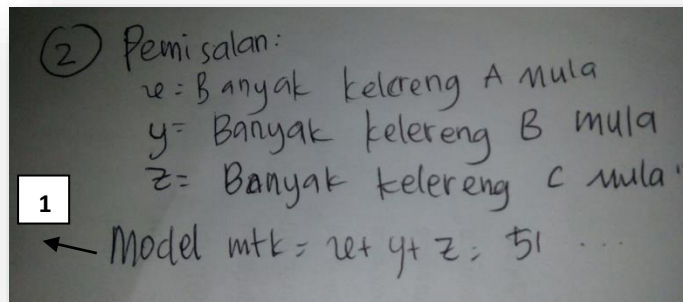 2 Pemisalan:
x = Banyak kelereng A mula
y = Banyak kelereng B mula
z = Banyak kelereng C mula
1
Model mtk = x + y + z = 51 ...